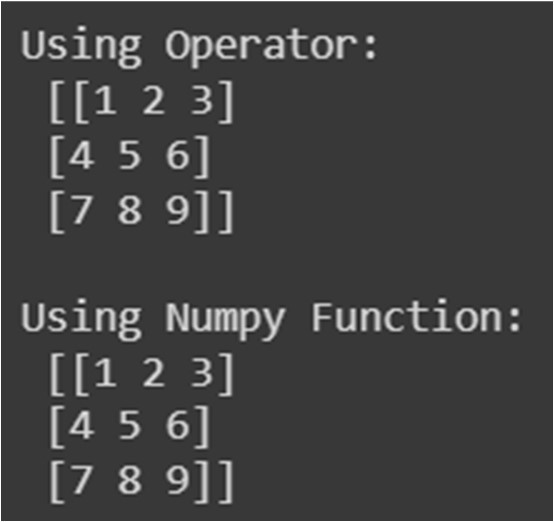 Using Operator:
[[1 2 3]
[4 5 6]
[7 8 9]]
Using Numpy Function:
[[1 2 3]
[4 5 6]
[7 8 9]]